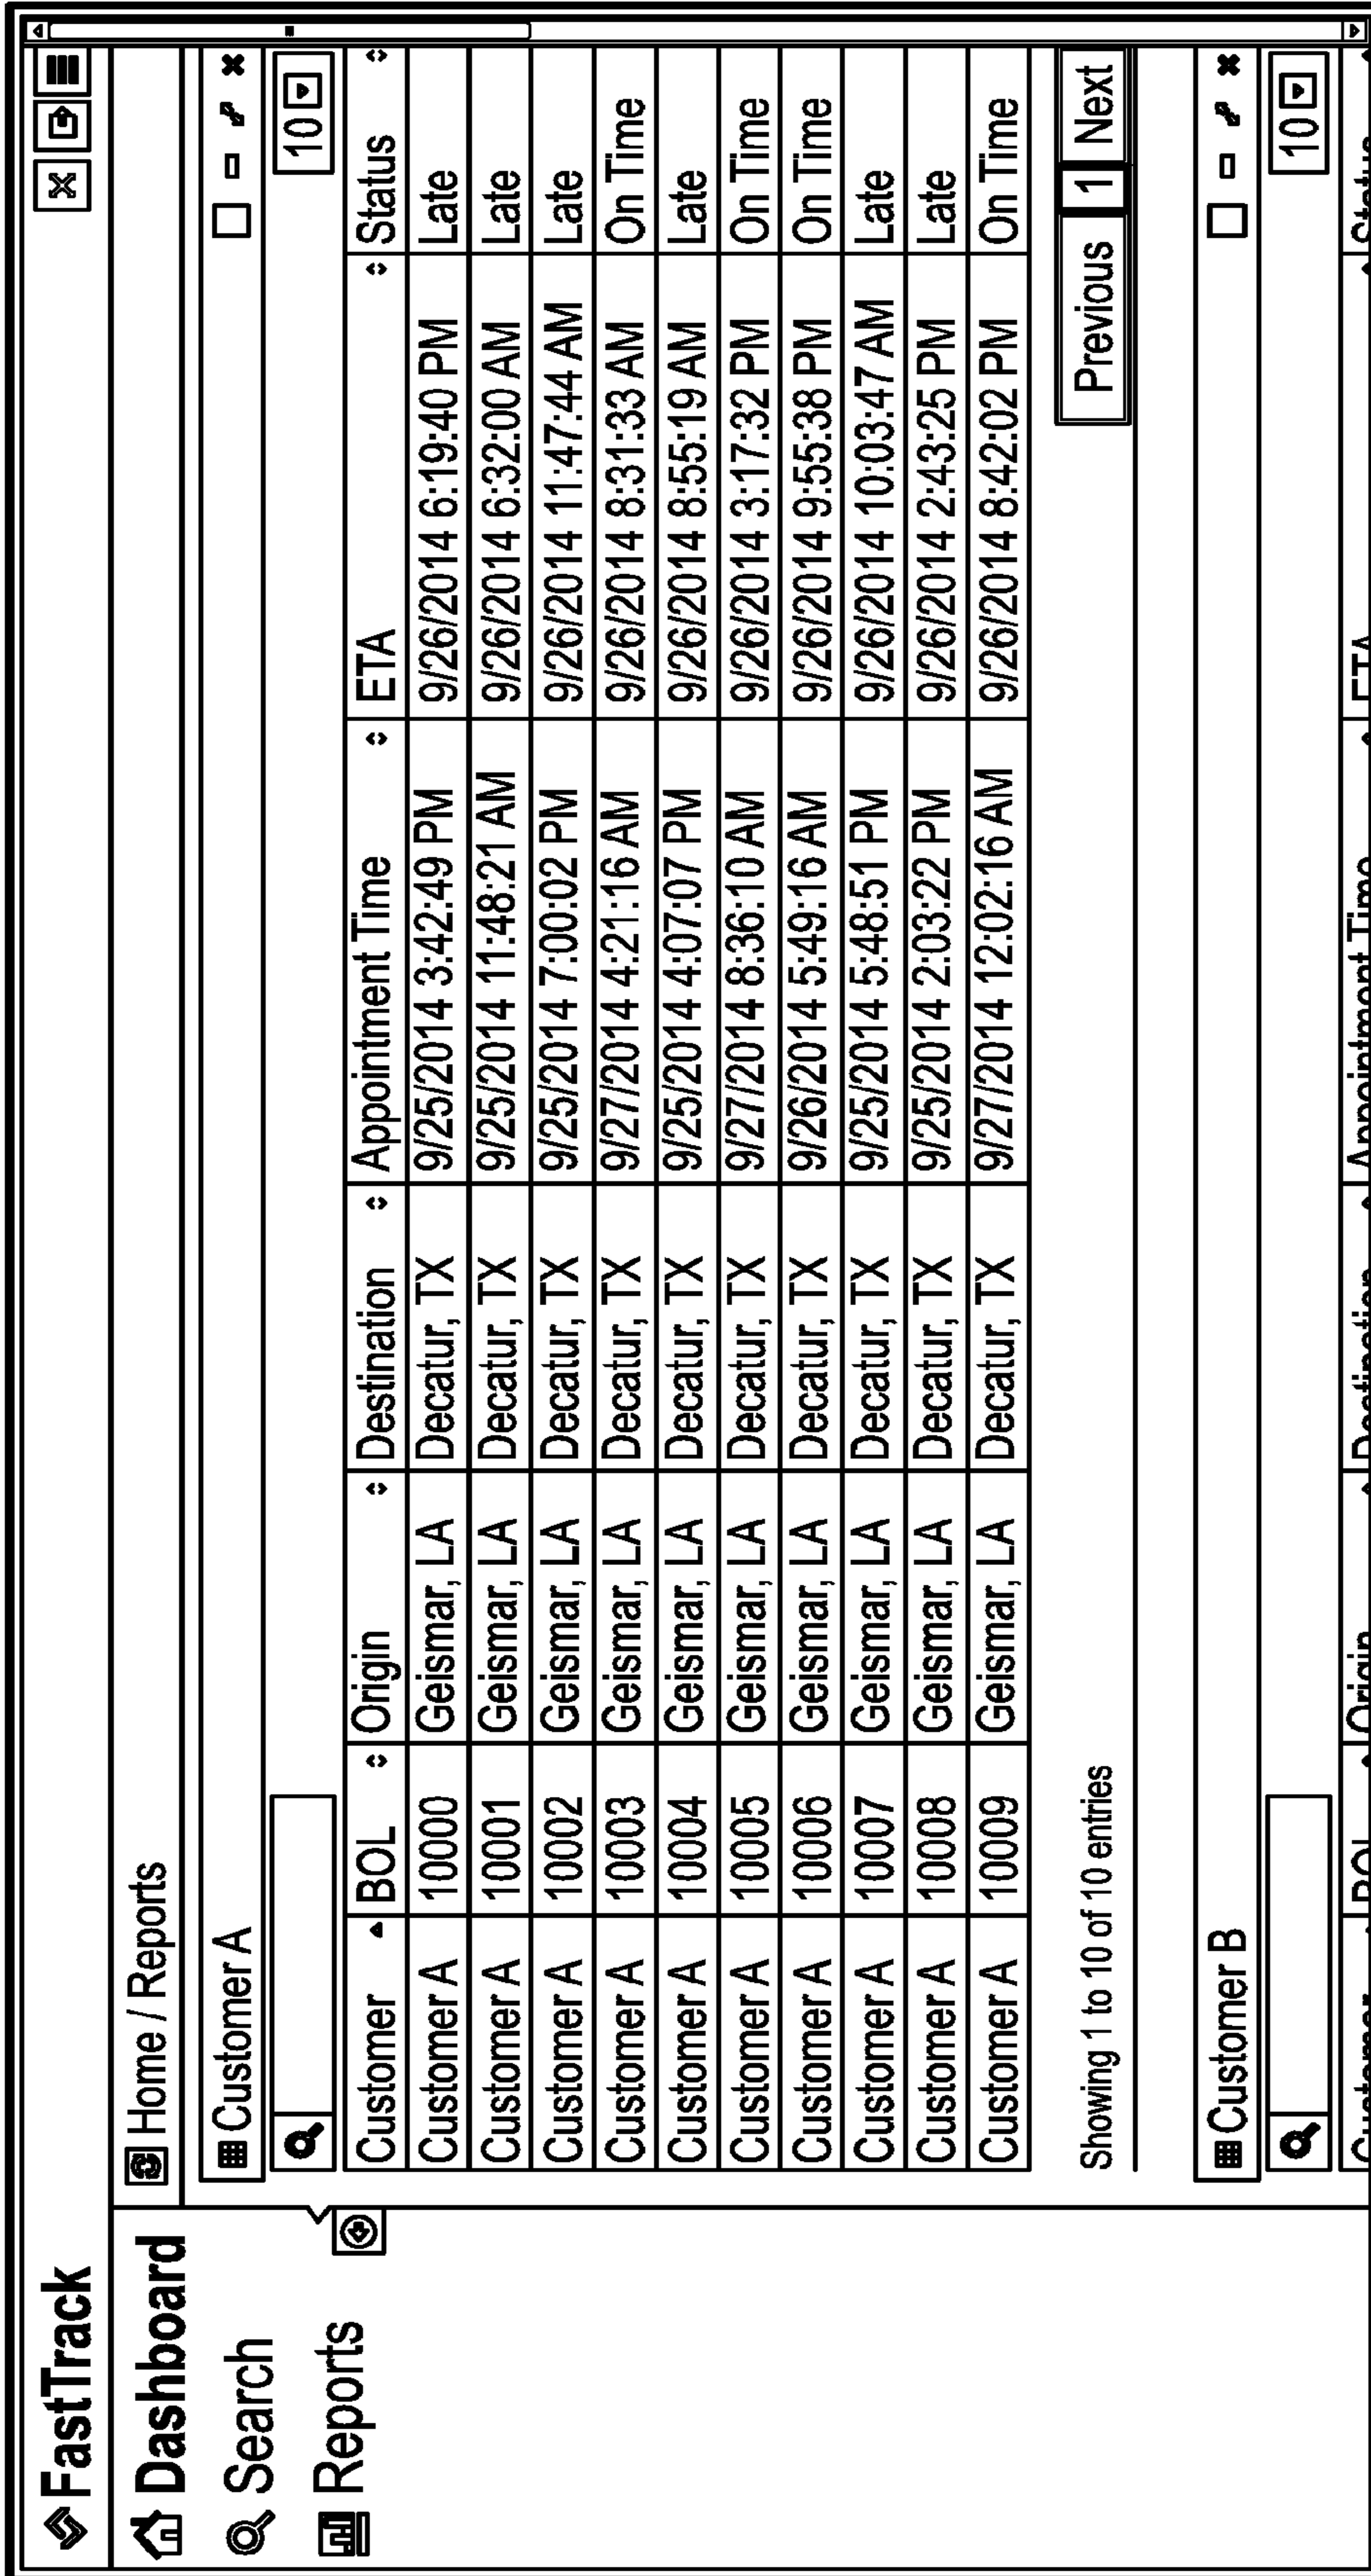 FastTrack
Dashboard
Search
Reports
Home / Reports
Customer A
10
Customer BOL Origin Destination Appointment Time ETA Status
Customer A 10000 Geismar, LA Decatur, TX 9/25/2014 3:42:49 PM 9/26/2014 6:19:40 PM Late
Customer A 10001 Geismar, LA Decatur, TX 9/25/2014 11:48:21 AM 9/26/2014 6:32:00 AM Late
Customer A 10002 Geismar, LA Decatur, TX 9/25/2014 7:00:02 PM 9/26/2014 11:47:44 AM Late
Customer A 10003 Geismar, LA Decatur, TX 9/27/2014 4:21:16 AM 9/26/2014 8:31:33 AM On Time
Customer A 10004 Geismar, LA Decatur, TX 9/25/2014 4:07:07 PM 9/26/2014 8:55:19 AM Late
Customer A 10005 Geismar, LA Decatur, TX 9/27/2014 8:36:10 AM 9/26/2014 3:17:32 PM On Time
Customer A 10006 Geismar, LA Decatur, TX 9/26/2014 5:49:16 AM 9/26/2014 9:55:38 PM On Time
Customer A 10007 Geismar, LA Decatur, TX 9/25/2014 5:48:51 PM 9/26/2014 10:03:47 AM Late
Customer A 10008 Geismar, LA Decatur, TX 9/25/2014 2:03:22 PM 9/26/2014 2:43:25 PM Late
Customer A 10009 Geismar, LA Decatur, TX 9/27/2014 12:02:16 AM 9/26/2014 8:42:02 PM On Time
Showing 1 to 10 of 10 entries
Previous 1 Next
Customer B
10
Customer BOL Origin Destination Appointment Time ETA Status